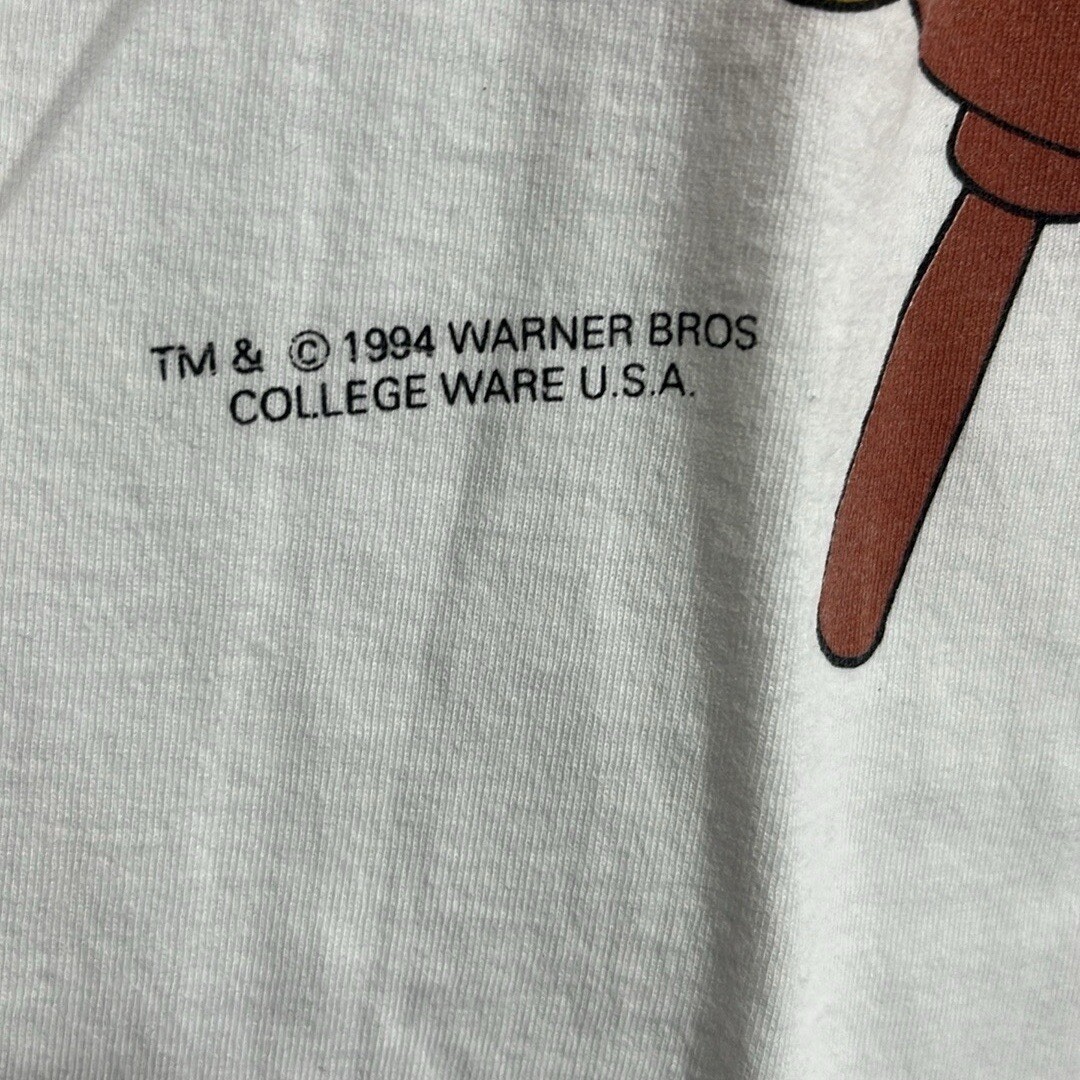 TM & © 1994 WARNER BROS
COLLEGE WARE U.S.A.